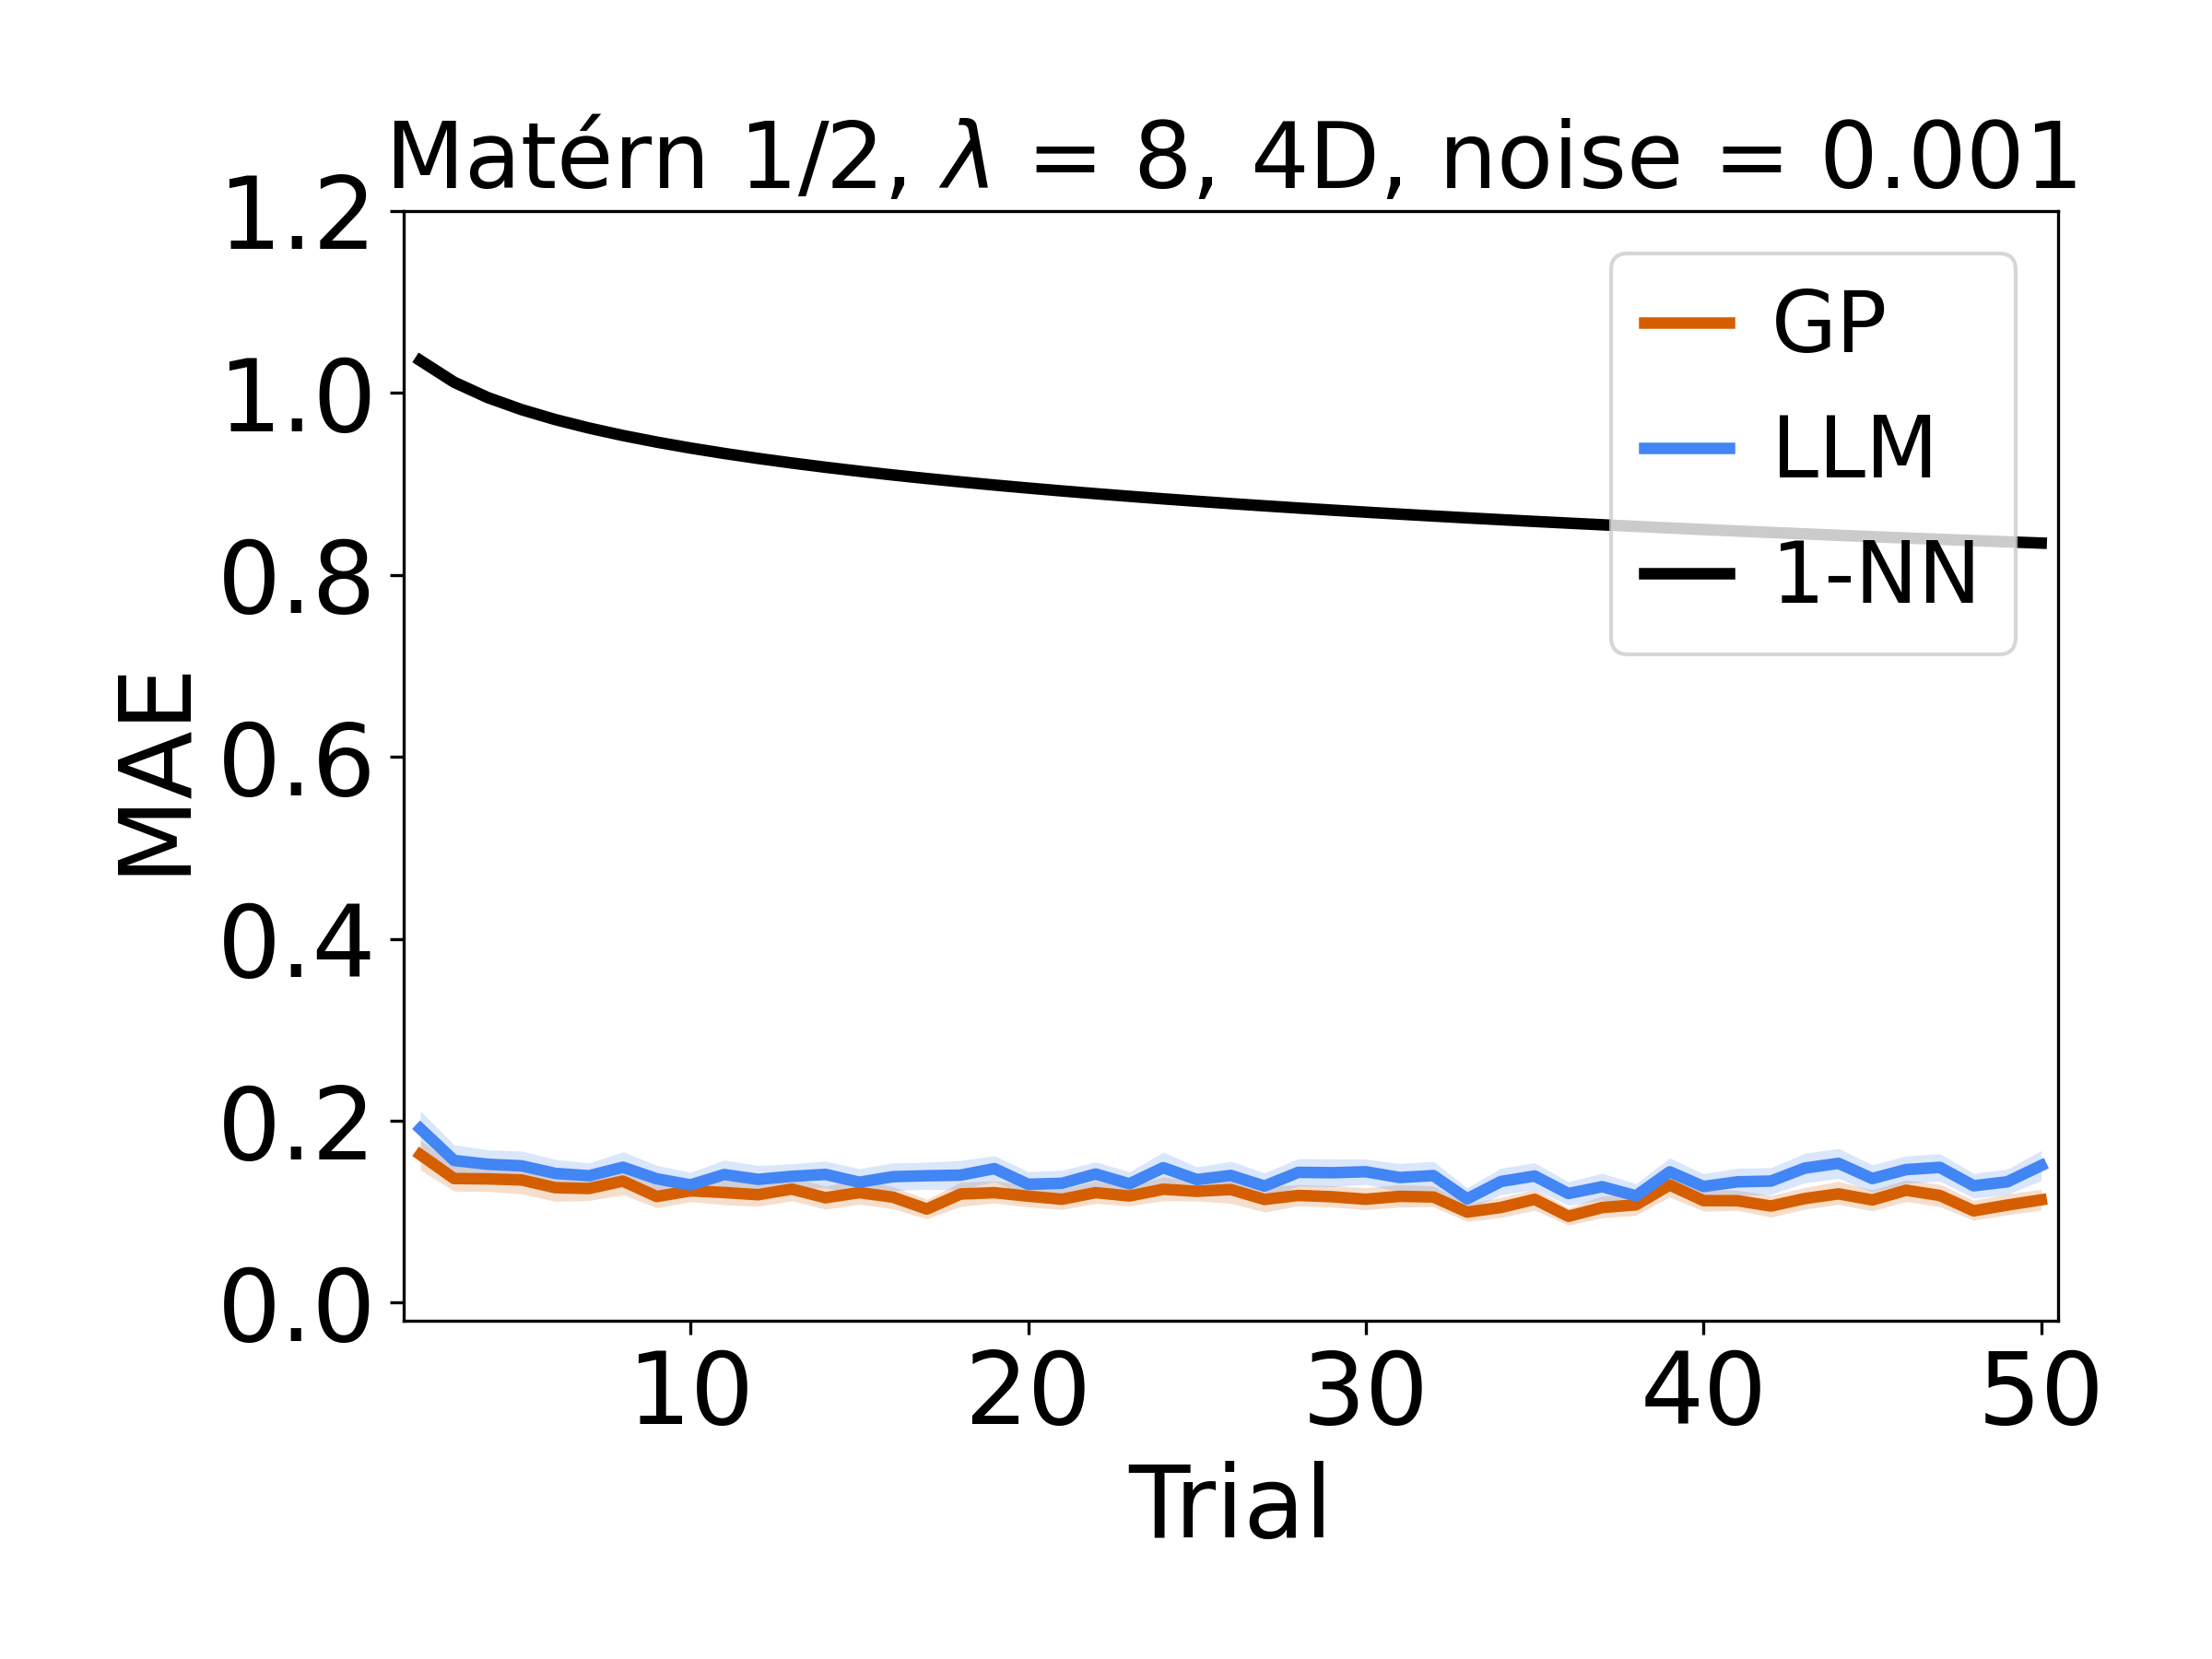 Matérn 1/2, λ = 8, 4D, noise = 0.001
1.2
1.0
0.8
0.6
0.4
0.2
0.0
MAE
GP
LLM
1-NN
10 20 30 40 50
Trial